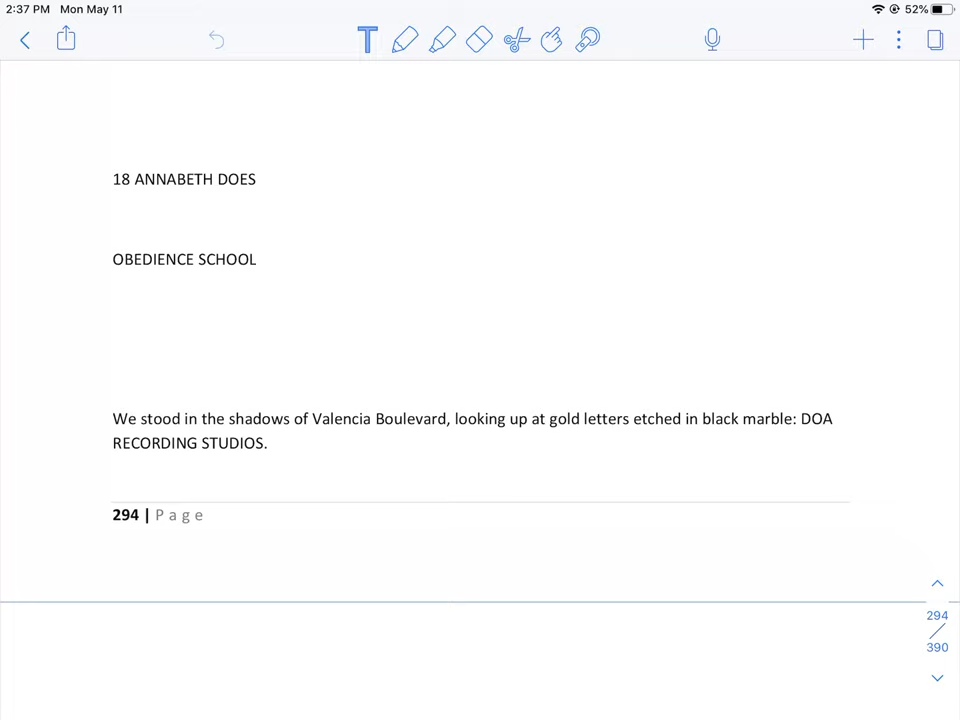 2:37 PM Mon May 11
52%
T
18 ANNABETH DOES
OBEDIENCE SCHOOL
We stood in the shadows of Valencia Boulevard, looking up at gold letters etched in black marble: DOA
RECORDING STUDIOS.
294 | Page
294
390